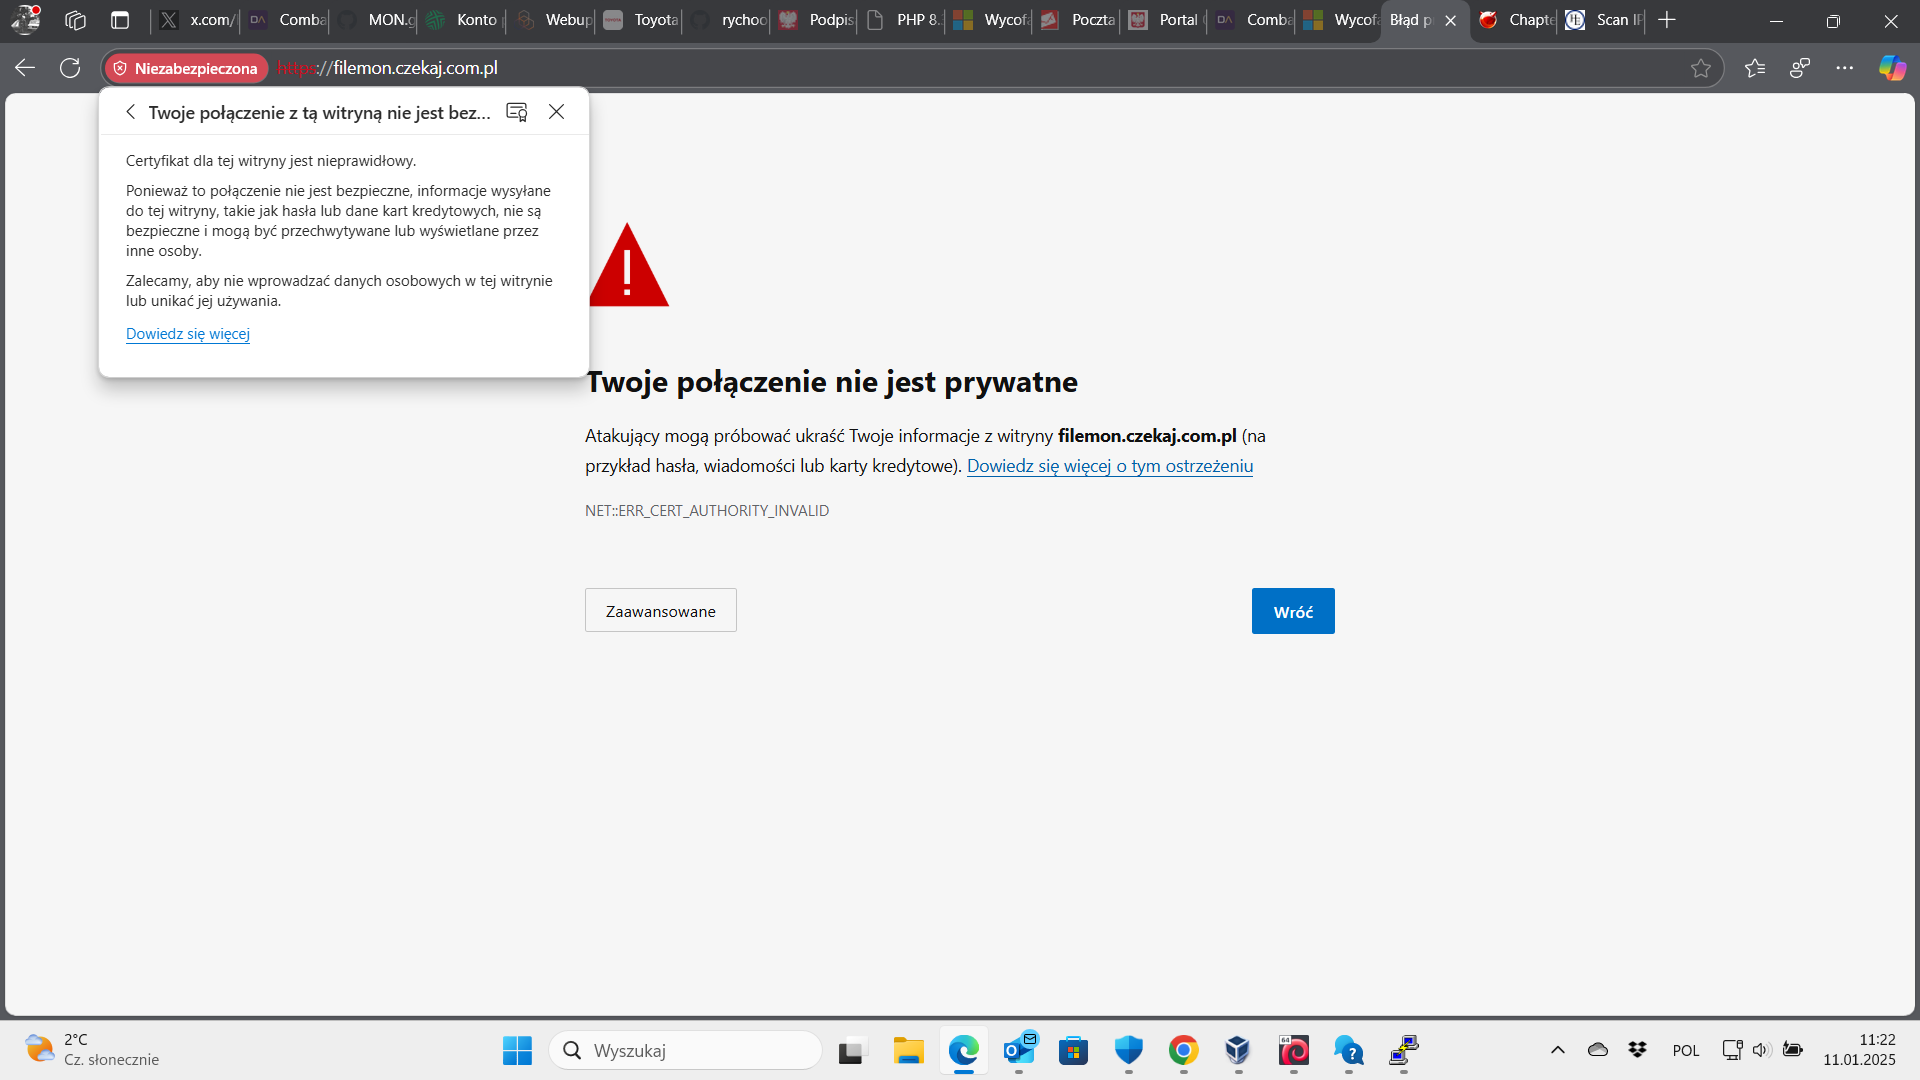 x.com/
Comba
MON.g
Konto
Webup
Toyota
rychoo
Podpis
PHP 8.
Wycofa
Poczta
Portal
Comba
Wycofa
Błąd p
Chapte
Scan IP
Niezabezpieczona
https://filemon.czekaj.com.pl
Twoje połączenie z tą witryną nie jest bez...
Certyfikat dla tej witryny jest nieprawidłowy.
Ponieważ to połączenie nie jest bezpieczne, informacje wysyłane
do tej witryny, takie jak hasła lub dane kart kredytowych, nie są
bezpieczne i mogą być przechwytywane lub wyświetlane przez
inne osoby.
Zalecamy, aby nie wprowadzać danych osobowych w tej witrynie
lub unikać jej używania.
Dowiedz się więcej
Twoje połączenie nie jest prywatne
Atakujący mogą próbować ukraść Twoje informacje z witryny filemon.czekaj.com.pl (na
przykład hasła, wiadomości lub karty kredytowe). Dowiedz się więcej o tym ostrzeżeniu
NET::ERR_CERT_AUTHORITY_INVALID
Zaawansowane
Wróć
2°C
Cz. słonecznie
Wyszukaj
64
POL
11:22
11.01.2025